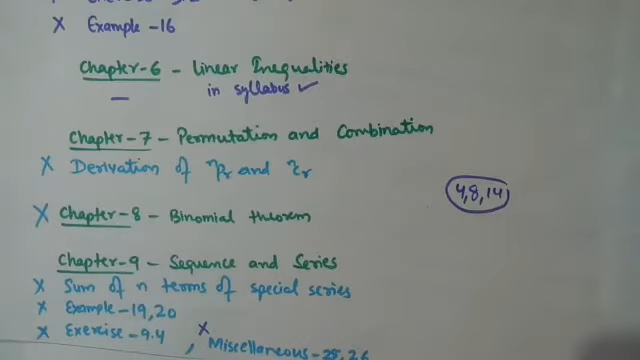 X Example -16
Chapter-6 - Linear Inequalities
in syllabus ✓
Chapter-7 - Permutation and Combination
X Derivation of nPr and nCr
4,8,14
X Chapter-8 - Binomial theorem
Chapter-9 - Sequence and Series
X Sum of n terms of special series
X Example -19,20
X Exercise -9.4 , X Miscellaneous - 25,26